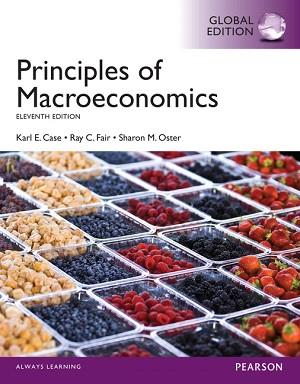 GLOBAL
EDITION
Principles of
Macroeconomics
ELEVENTH EDITION
Karl E. Case • Ray C. Fair • Sharon M. Oster
ALWAYS LEARNING
PEARSON